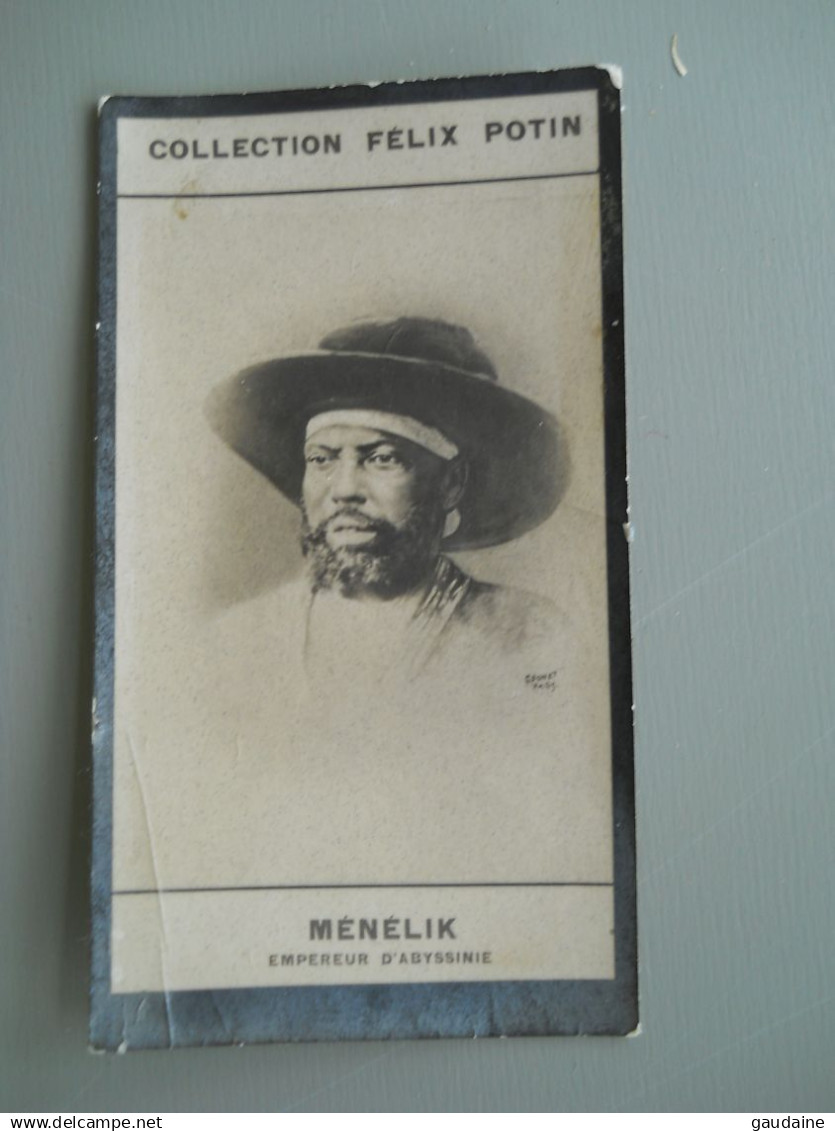 COLLECTION FÉLIX POTIN
MÉNÉLIK
EMPEREUR D'ABYSSINIE
www.delcampe.net
gaudaine